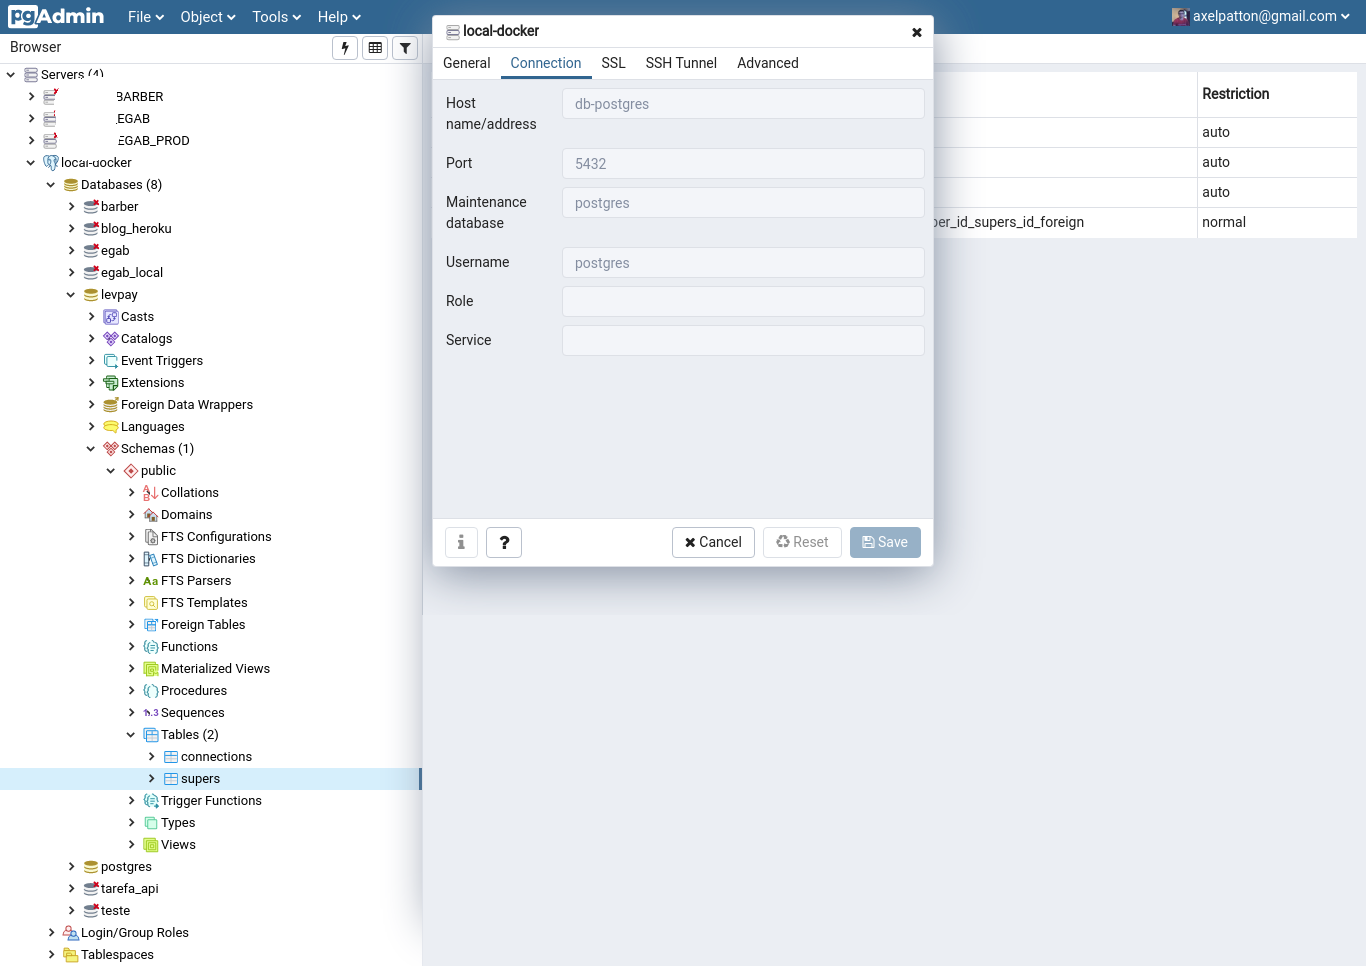 pgAdmin File Object Tools Help axelpatton@gmail.com
Browser
Servers (4)
BARBER
EGAB
EGAB_PROD
local-docker
Databases (8)
barber
blog_heroku
egab
egab_local
levpay
Casts
Catalogs
Event Triggers
Extensions
Foreign Data Wrappers
Languages
Schemas (1)
public
Collations
Domains
FTS Configurations
FTS Dictionaries
Aa FTS Parsers
FTS Templates
Foreign Tables
Functions
Materialized Views
Procedures
1..3 Sequences
Tables (2)
connections
supers
Trigger Functions
Types
Views
postgres
tarefa_api
teste
Login/Group Roles
Tablespaces
local-docker
General Connection SSL SSH Tunnel Advanced
Host name/address db-postgres
Port 5432
Maintenance database postgres
Username postgres
Role
Service
i ? Cancel Reset Save
Restriction
auto
auto
auto
per_id_supers_id_foreign normal